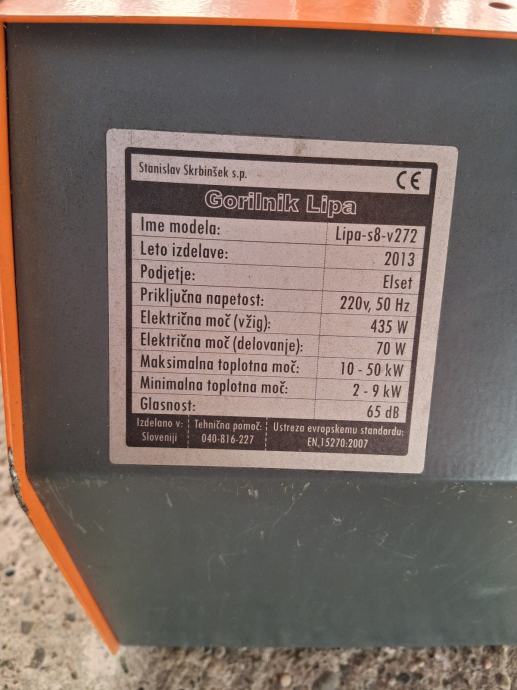 Stanislav Skrbinšek s.p. CE
Gorilnik Lipa
Ime modela: Lipa-s8-v272
Leto izdelave: 2013
Podjetje: Elset
Priključna napetost: 220v, 50 Hz
Električna moč (vžig): 435 W
Električna moč (delovanje): 70 W
Maksimalna toplotna moč: 10 - 50 kW
Minimalna toplotna moč: 2 - 9 kW
Glasnost: 65 dB
Izdelano v: Tehnična pomoč: Ustreza evropskemu standardu:
Sloveniji 040-816-227 EN,15270:2007